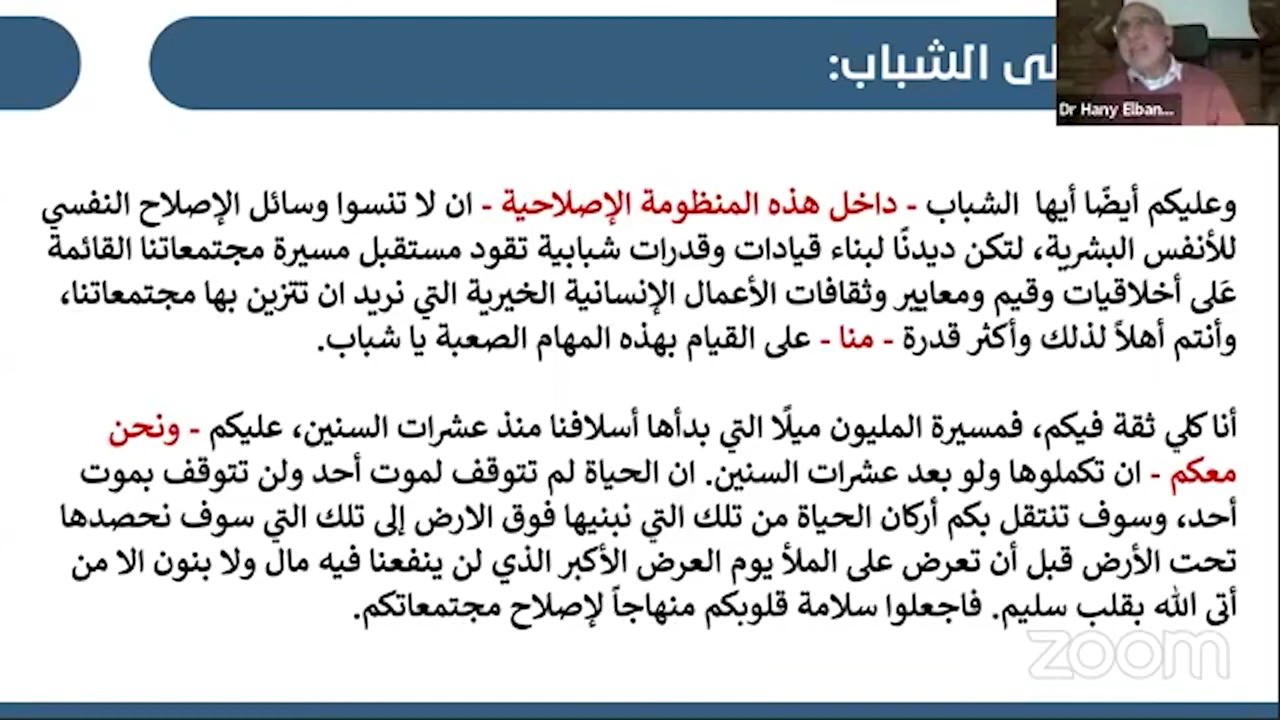 الشباب:
Dr Hany Elban...
وعليكم أيضًا أيها الشباب - داخل هذه المنظومة الإصلاحية - ان لا تنسوا وسائل الإصلاح النفسي
للأنفس البشرية، لتكن ديدنًا لبناء قيادات وقدرات شبابية تقود مستقبل مسيرة مجتمعاتنا القائمة
عَلى أخلاقيات وقيم ومعايير وثقافات الأعمال الإنسانية الخيرية التي نريد ان تتزين بها مجتمعاتنا،
وأنتم أهلاً لذلك وأكثر قدرة - منا - على القيام بهذه المهام الصعبة يا شباب.
أنا كلي ثقة فيكم، فمسيرة المليون ميلًا التي بدأها أسلافنا منذ عشرات السنين، عليكم - ونحن
معكم - ان تكملوها ولو بعد عشرات السنين. ان الحياة لم تتوقف لموت أحد ولن تتوقف بموت
أحد، وسوف تنتقل بكم أركان الحياة من تلك التي نبنيها فوق الارض إلى تلك التي سوف نحصدها
تحت الأرض قبل أن تعرض على الملأ يوم العرض الأكبر الذي لن ينفعنا فيه مال ولا بنون الا من
أتى الله بقلب سليم. فاجعلوا سلامة قلوبكم منهاجاً لإصلاح مجتمعاتكم.
zoom